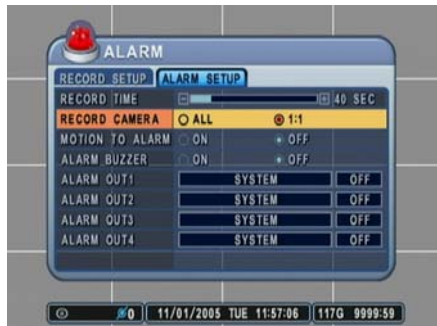 ALARM
RECORD SETUP ALARM SETUP
RECORD TIME 40 SEC
RECORD CAMERA ALL 1:1
MOTION TO ALARM ON OFF
ALARM BUZZER ON OFF
ALARM OUT1 SYSTEM OFF
ALARM OUT2 SYSTEM OFF
ALARM OUT3 SYSTEM OFF
ALARM OUT4 SYSTEM OFF
0 11/01/2005 TUE 11:57:06 117G 9999:59